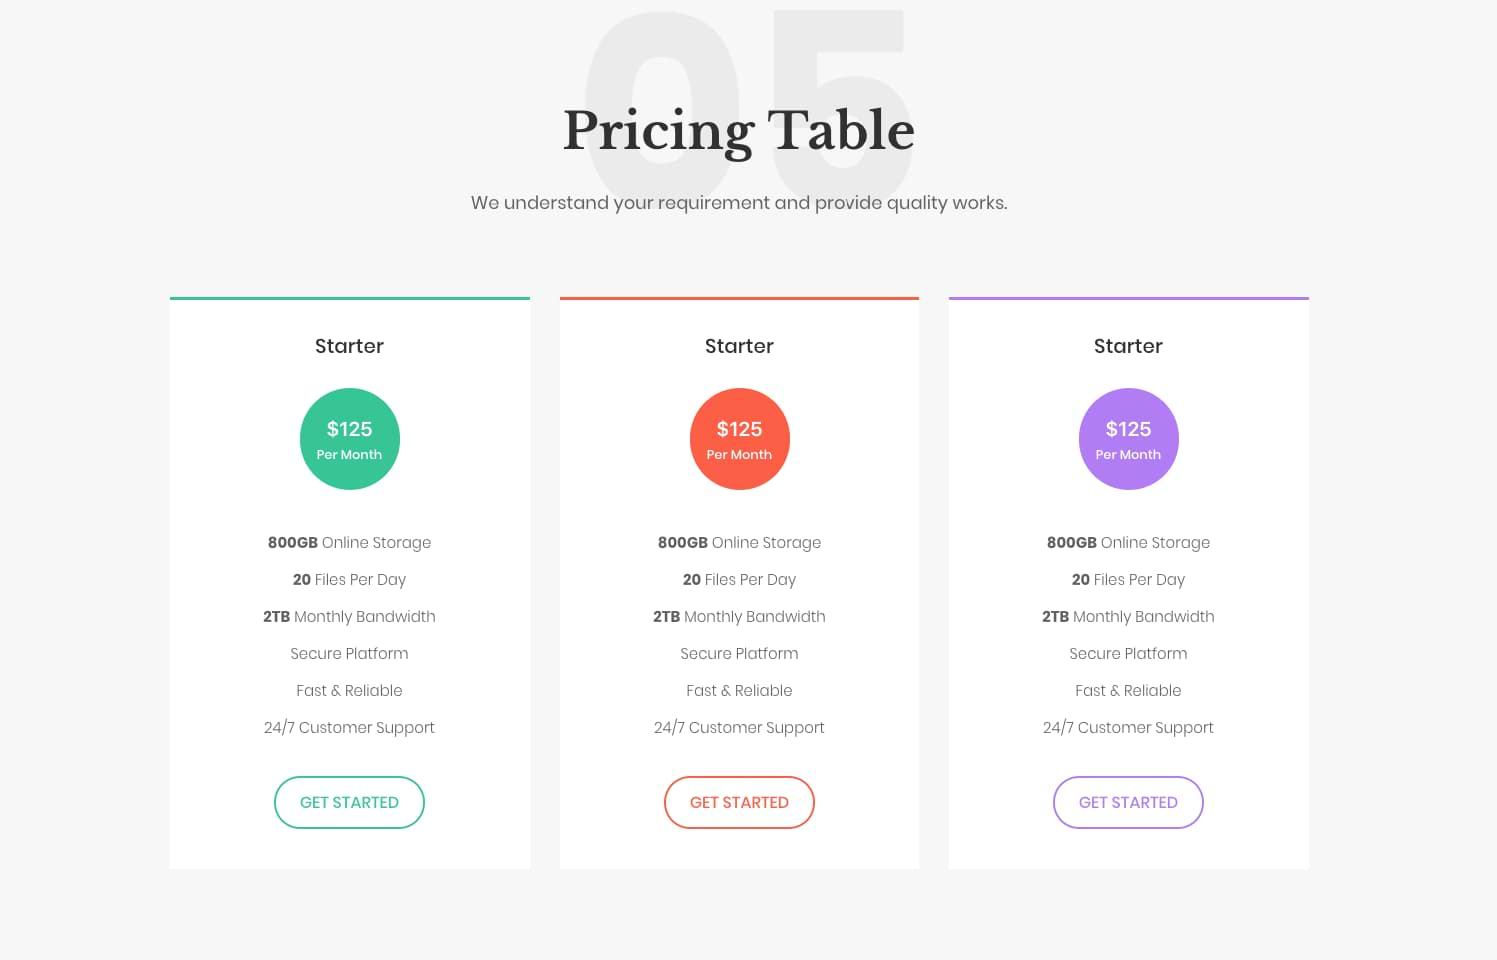 05
Pricing Table
We understand your requirement and provide quality works.
Starter
$125
Per Month
800GB Online Storage
20 Files Per Day
2TB Monthly Bandwidth
Secure Platform
Fast & Reliable
24/7 Customer Support
GET STARTED
Starter
$125
Per Month
800GB Online Storage
20 Files Per Day
2TB Monthly Bandwidth
Secure Platform
Fast & Reliable
24/7 Customer Support
GET STARTED
Starter
$125
Per Month
800GB Online Storage
20 Files Per Day
2TB Monthly Bandwidth
Secure Platform
Fast & Reliable
24/7 Customer Support
GET STARTED